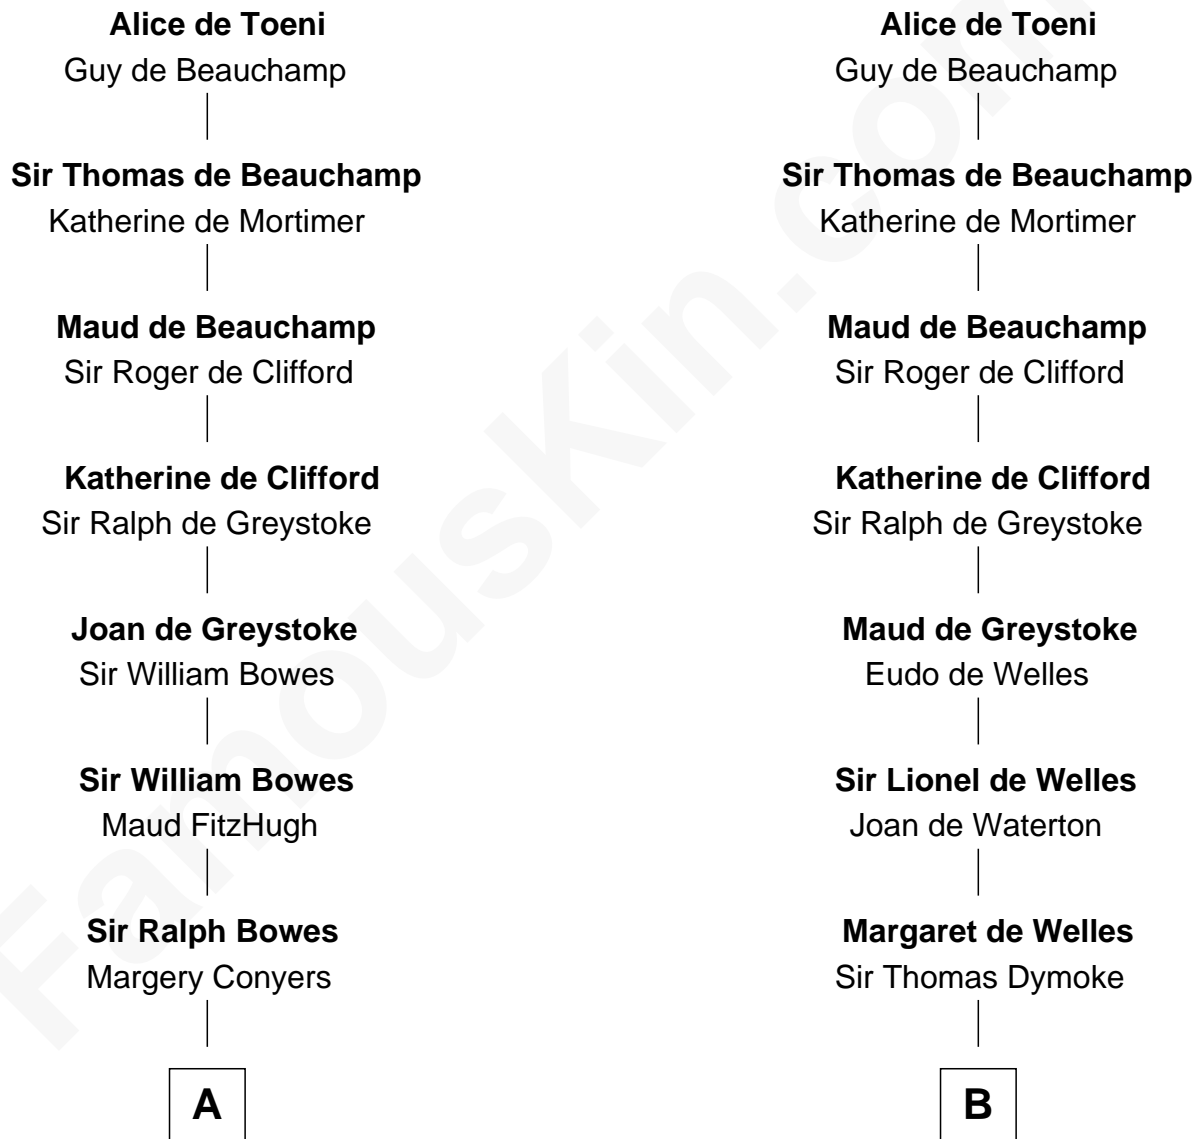 Alice de Toeni
Guy de Beauchamp
Sir Thomas de Beauchamp
Katherine de Mortimer
Maud de Beauchamp
Sir Roger de Clifford
Katherine de Clifford
Sir Ralph de Greystoke
Joan de Greystoke
Sir William Bowes
Sir William Bowes
Maud FitzHugh
Sir Ralph Bowes
Margery Conyers
A
Alice de Toeni
Guy de Beauchamp
Sir Thomas de Beauchamp
Katherine de Mortimer
Maud de Beauchamp
Sir Roger de Clifford
Katherine de Clifford
Sir Ralph de Greystoke
Maud de Greystoke
Eudo de Welles
Sir Lionel de Welles
Joan de Waterton
Margaret de Welles
Sir Thomas Dymoke
B
FamousKin.com